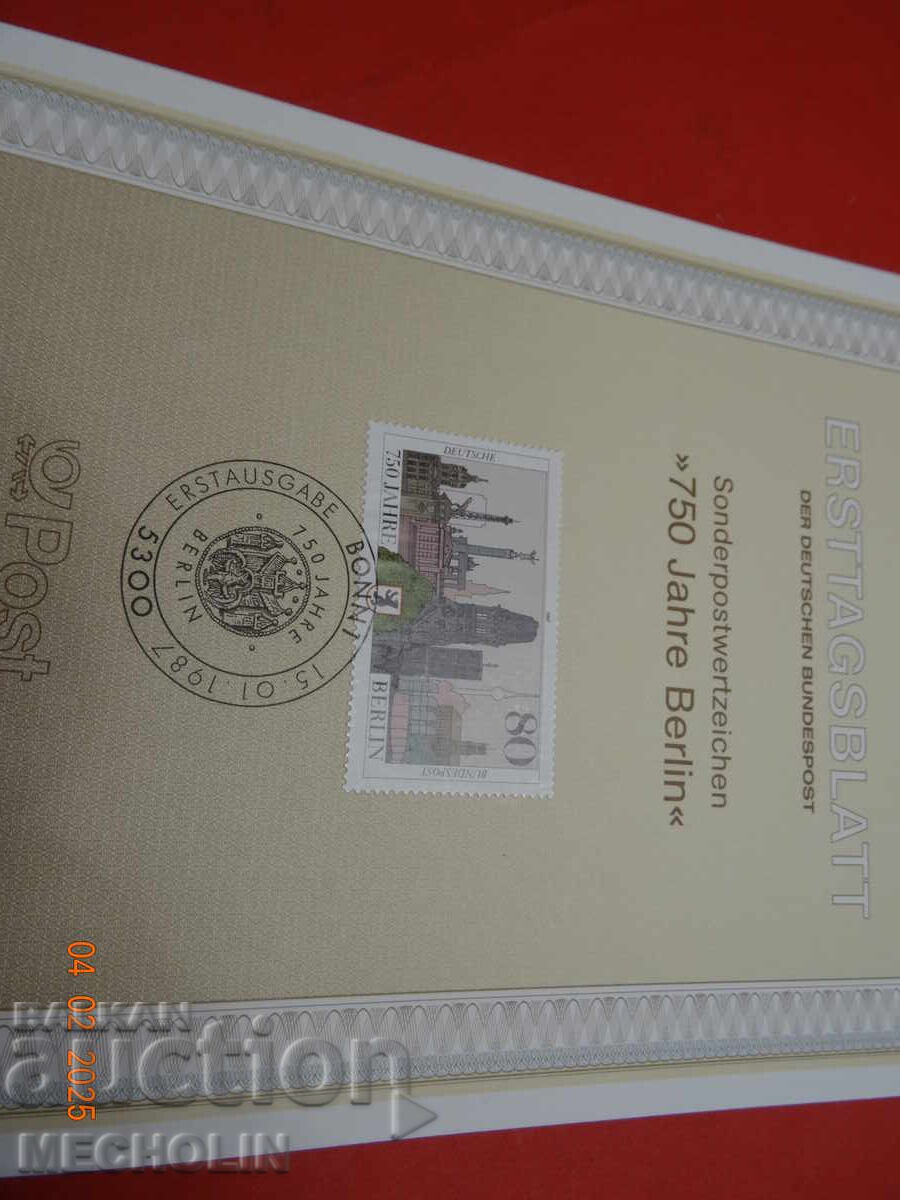 ERSTTAGSBLATT
DER DEUTSCHEN BUNDESPOST
Sonderpostwertzeichen
»750 Jahre Berlin«
80
DEUTSCHE
BUNDESPOST
750 JAHRE
BERLIN
ERSTAUSGABE BONN 1
750 JAHRE
BERLIN
5300
15.01.1987
Post
04 02 2025
BALKAN
auction
MECHOLIN